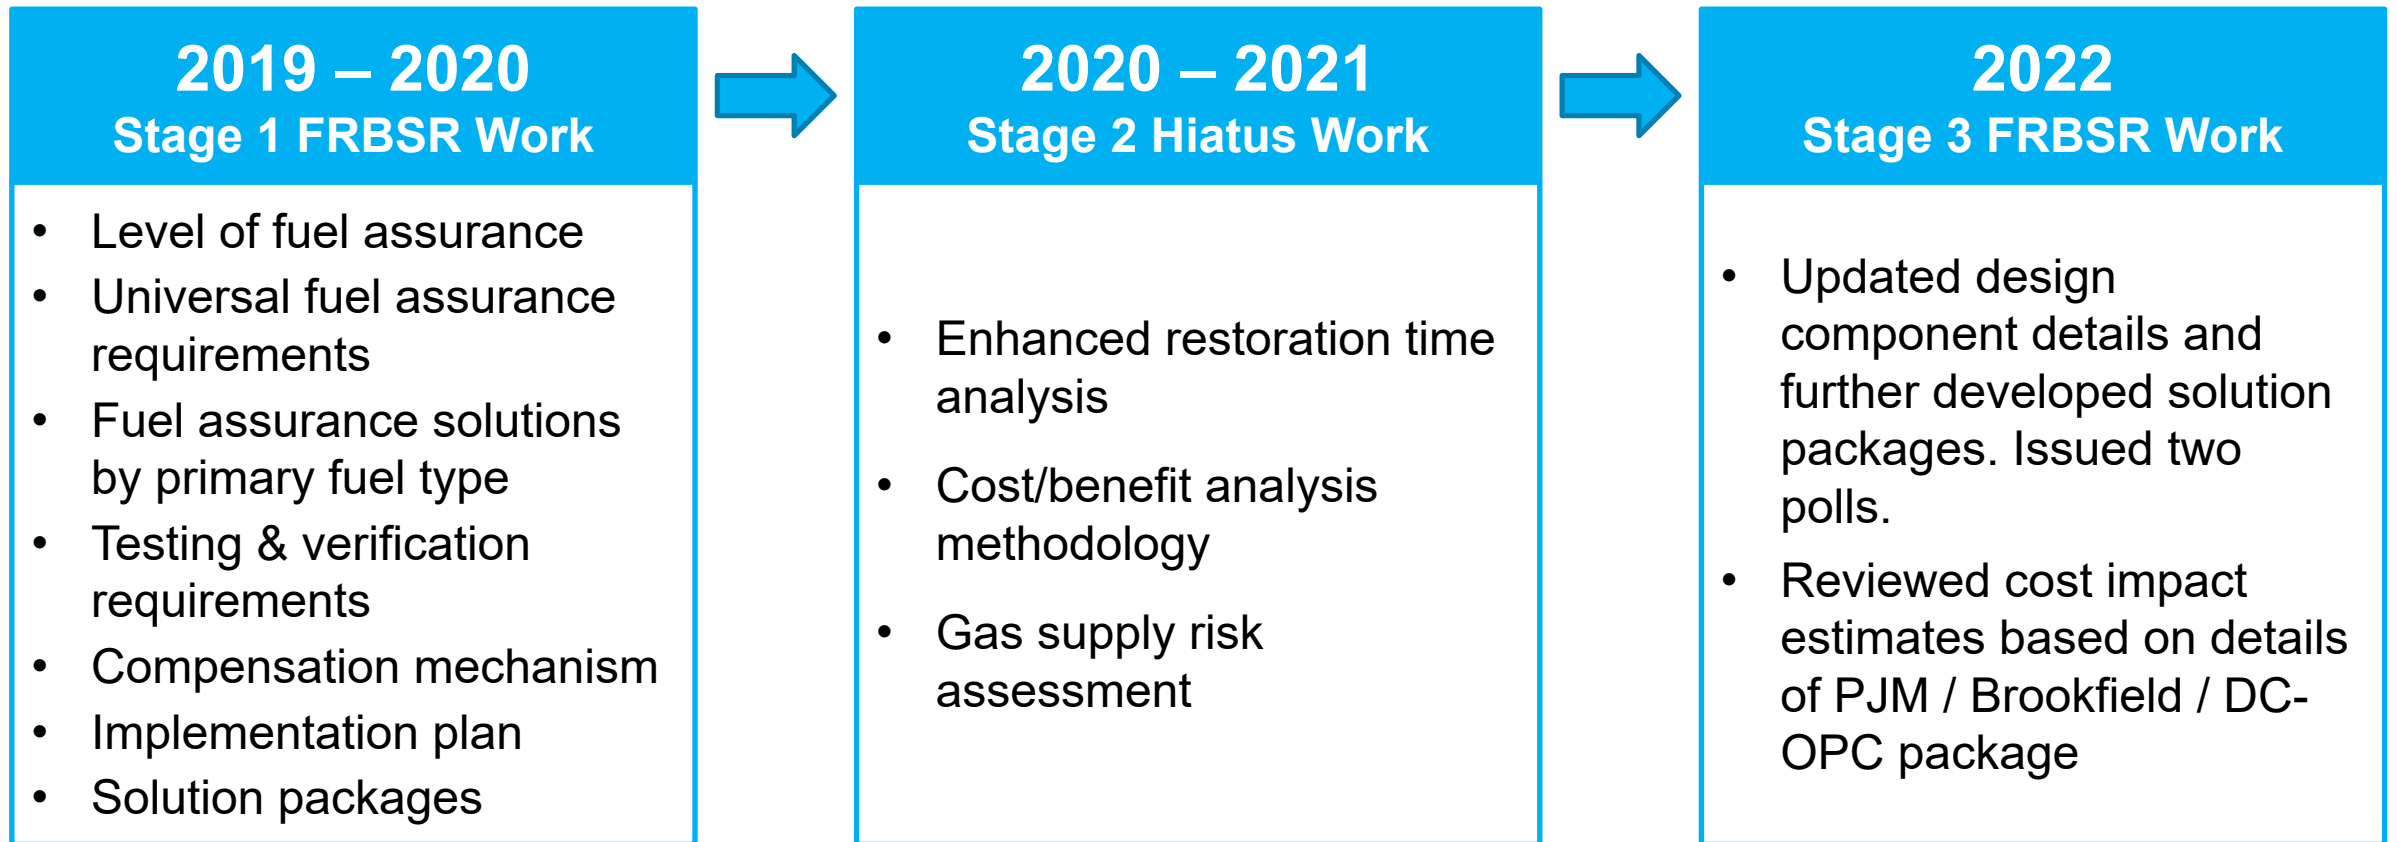 2019 – 2020
Stage 1 FRBSR Work
• Level of fuel assurance
• Universal fuel assurance
requirements
• Fuel assurance solutions
by primary fuel type
• Testing & verification
requirements
• Compensation mechanism
• Implementation plan
• Solution packages
2020 – 2021
Stage 2 Hiatus Work
• Enhanced restoration time
analysis
• Cost/benefit analysis
methodology
• Gas supply risk
assessment
2022
Stage 3 FRBSR Work
• Updated design
component details and
further developed solution
packages. Issued two
polls.
• Reviewed cost impact
estimates based on details
of PJM / Brookfield / DC-
OPC package